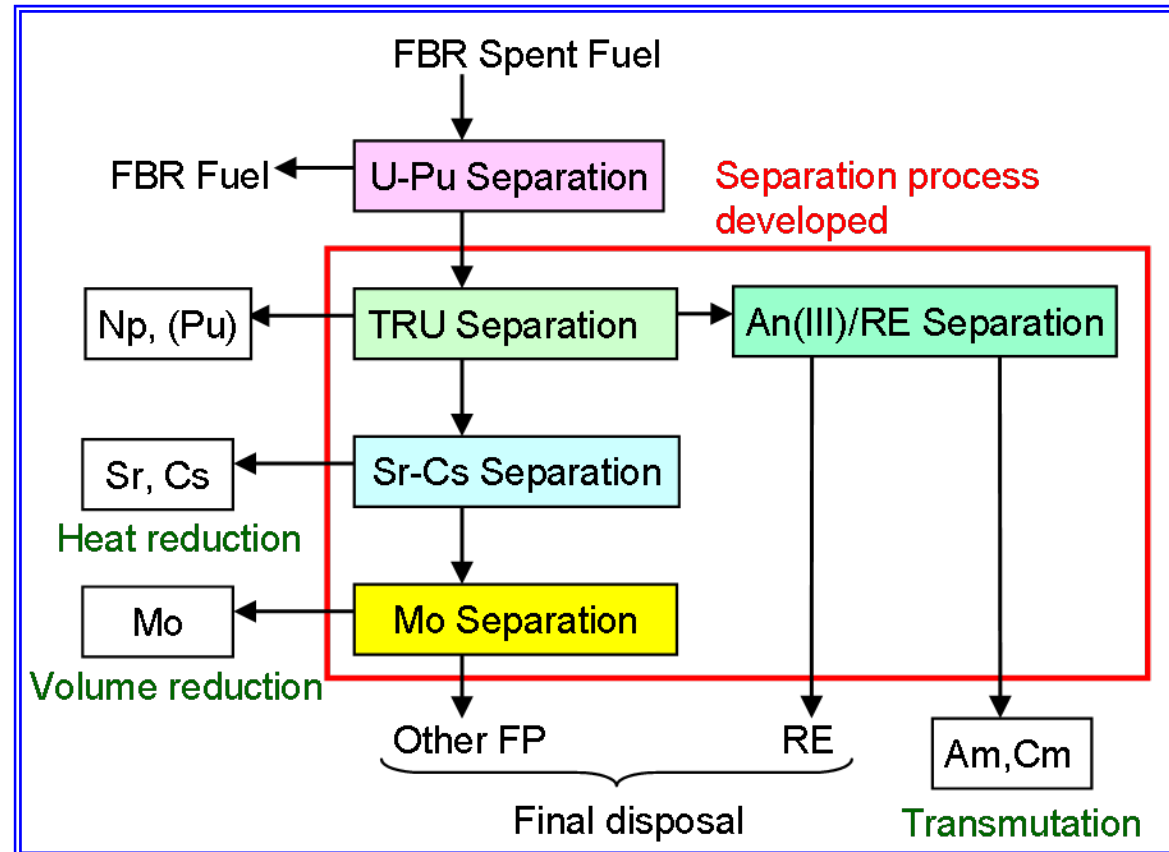 FBR Spent Fuel
FBR Fuel
U-Pu Separation
Separation process
developed
Np, (Pu)
TRU Separation
An(III)/RE Separation
Sr, Cs
Sr-Cs Separation
Heat reduction
Mo
Mo Separation
Volume reduction
Other FP
RE
Am,Cm
Final disposal
Transmutation